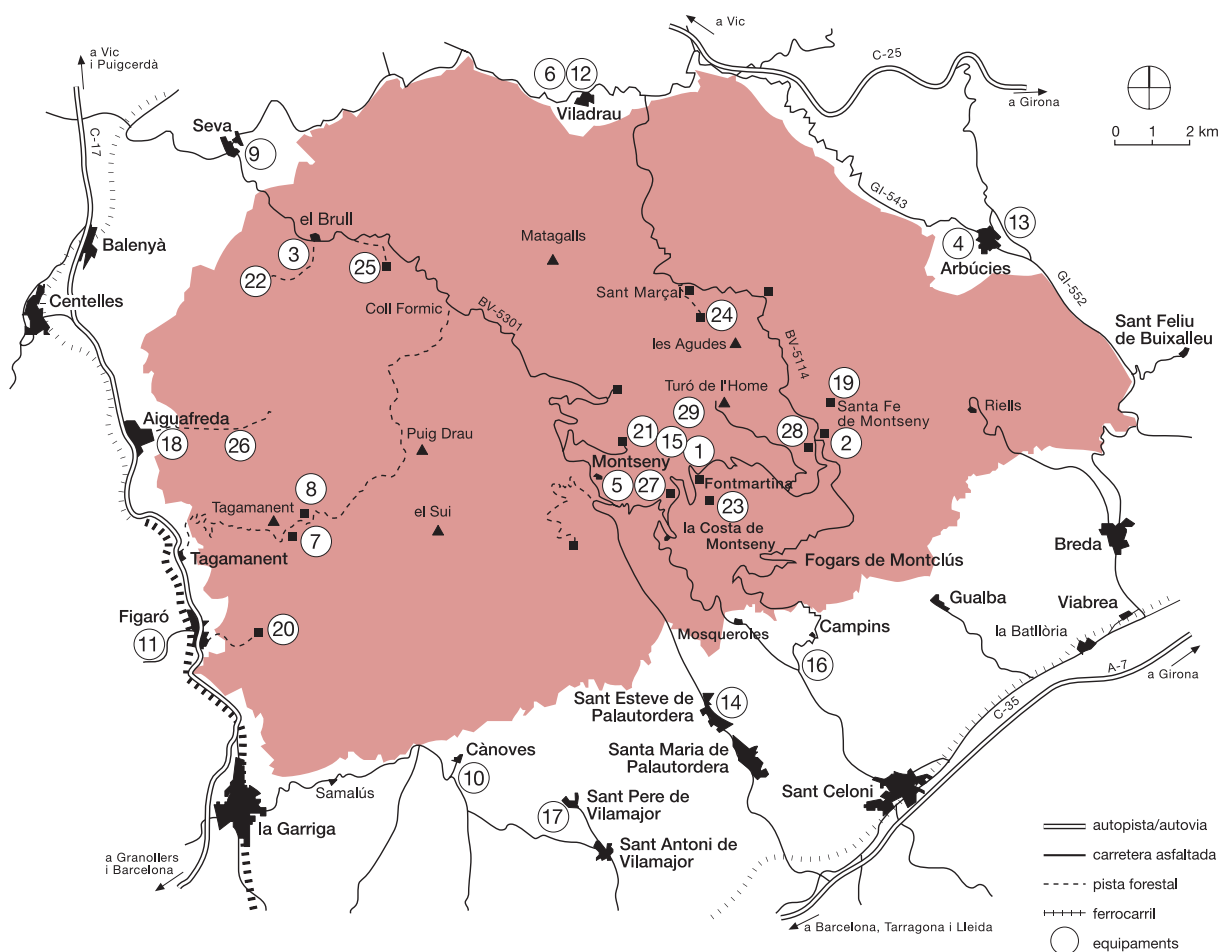 a Vic
i Puigcerdà
a Vic
C-25
a Girona
0 1 2 km
C-17
6 12
Viladrau
Seva
9
GI-543
13
4
Arbúcies
el Brull
3
22
25
Matagalls
Balenyà
Centelles
Coll Formic
BV-5301
Sant Marçal
24
les Agudes
BV-5114
GI-552
Sant Feliu
de Buixalleu
Turó de l'Home
19
Santa Fe
de Montseny
2
28
Riells
Aiguafreda
18
26
Puig Drau
29
21
15
1
Montseny
5
27
Fontmartina
23
la Costa de
Montseny
8
Tagamanent
7
el Sui
Tagamanent
Breda
Fogars de Montclús
Figaró
11
20
Gualba
Viabrea
la Batllòria
Mosqueroles
Campins
16
A-7
a Girona
C-35
Sant Esteve de
Palautordera
14
Santa Maria de
Palautordera
Cànoves
10
Samalús
Sant Celoni
la Garriga
17
Sant Pere de
Vilamajor
Sant Antoni de
Vilamajor
a Granollers
i Barcelona
a Barcelona, Tarragona i Lleida
autopista/autovia
carretera asfaltada
pista forestal
ferrocarril
equipaments